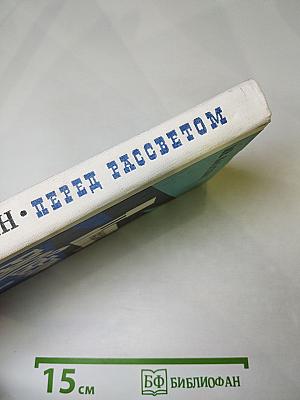 Н · ПЕРЕД РАССВЕТОМ
15 см
БФ БИБЛИОФАН